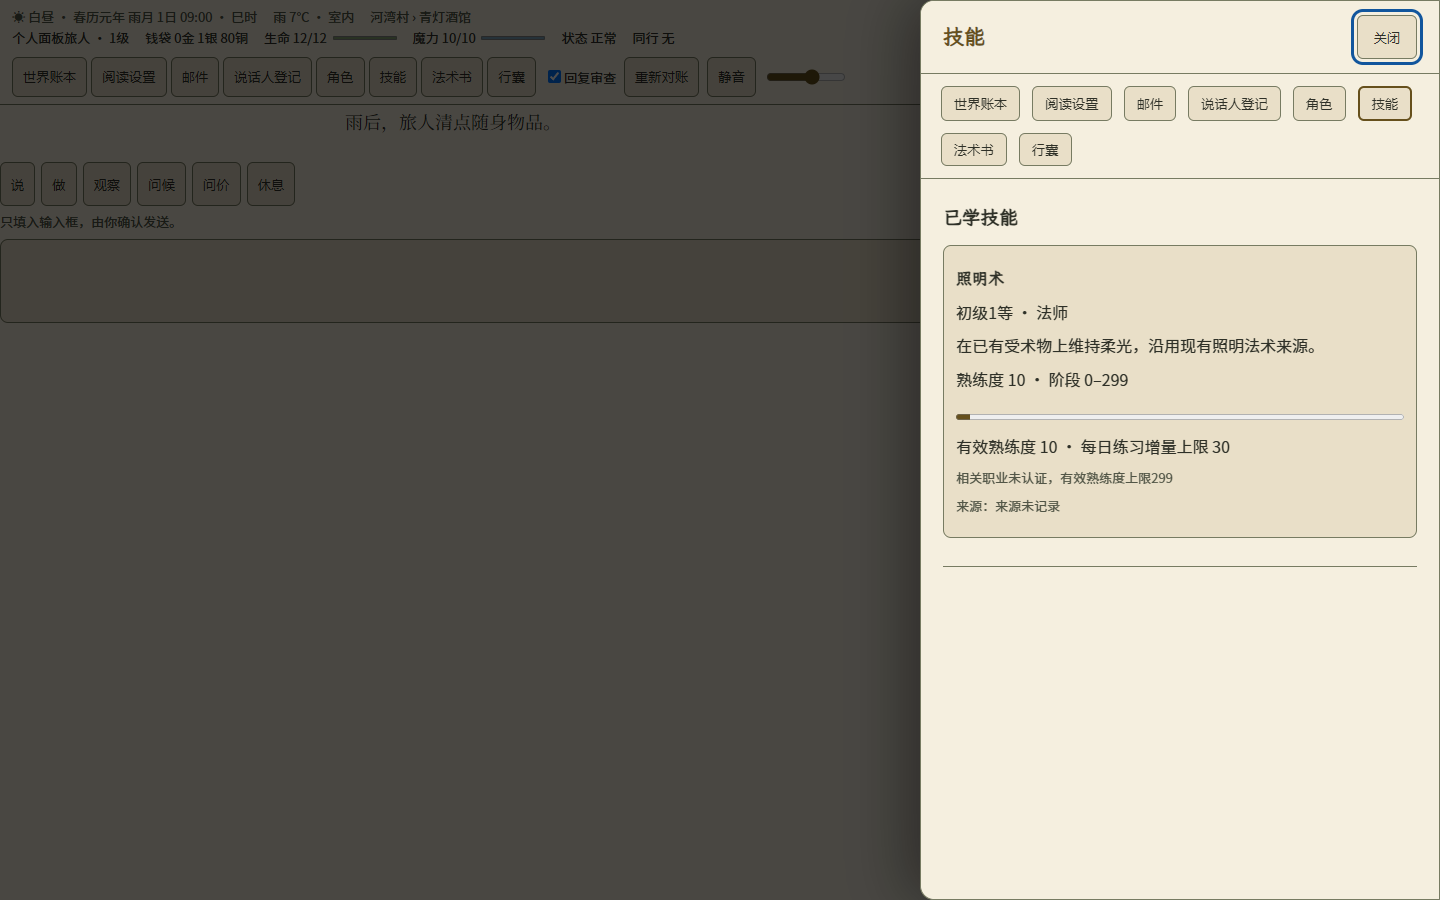 ☀ 白昼 · 春历元年 雨月 1日 09:00 · 巳时 雨 7°C · 室内 河湾村 › 青灯酒馆
个人面板旅人 · 1级 钱袋 0金 1银 80铜 生命 12/12 魔力 10/10 状态 正常 同行 无
世界账本 阅读设置 邮件 说话人登记 角色 技能 法术书 行囊 回复审查 重新对账 静音
雨后，旅人清点随身物品。
说 做 观察 问候 问价 休息
只填入输入框，由你确认发送。
技能 关闭
世界账本 阅读设置 邮件 说话人登记 角色 技能
法术书 行囊
已学技能
照明术
初级1等 · 法师
在已有受术物上维持柔光，沿用现有照明法术来源。
熟练度 10 · 阶段 0–299
有效熟练度 10 · 每日练习增量上限 30
相关职业未认证，有效熟练度上限299
来源：来源未记录